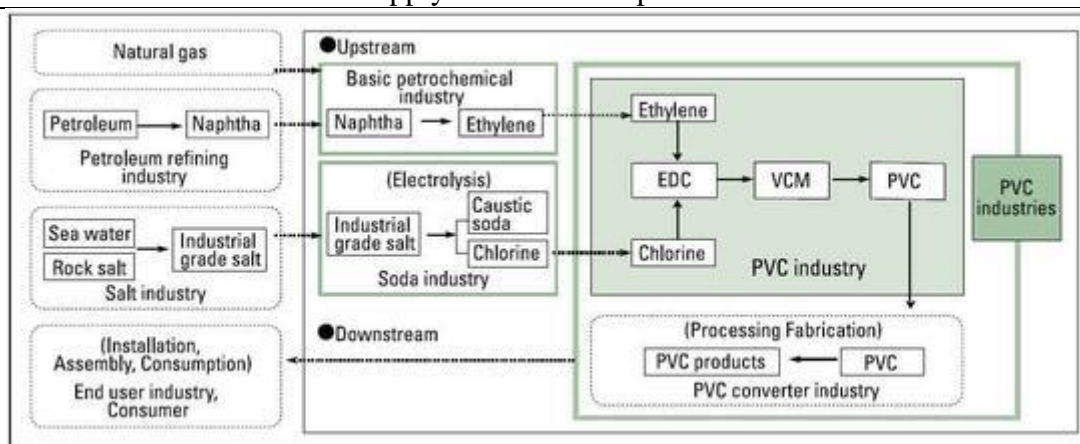 Natural gas
Petroleum
Naphtha
Petroleum refining
industry
Sea water
Rock salt
Industrial
grade salt
Salt industry
(Installation,
Assembly, Consumption)
End user industry,
Consumer
●Upstream
Basic petrochemical
industry
Naphtha
Ethylene
(Electrolysis)
Industrial
grade salt
Caustic
soda
Chlorine
Soda industry
●Downstream
Ethylene
EDC
VCM
PVC
Chlorine
PVC industry
(Processing Fabrication)
PVC products
PVC
PVC converter industry
PVC
industries